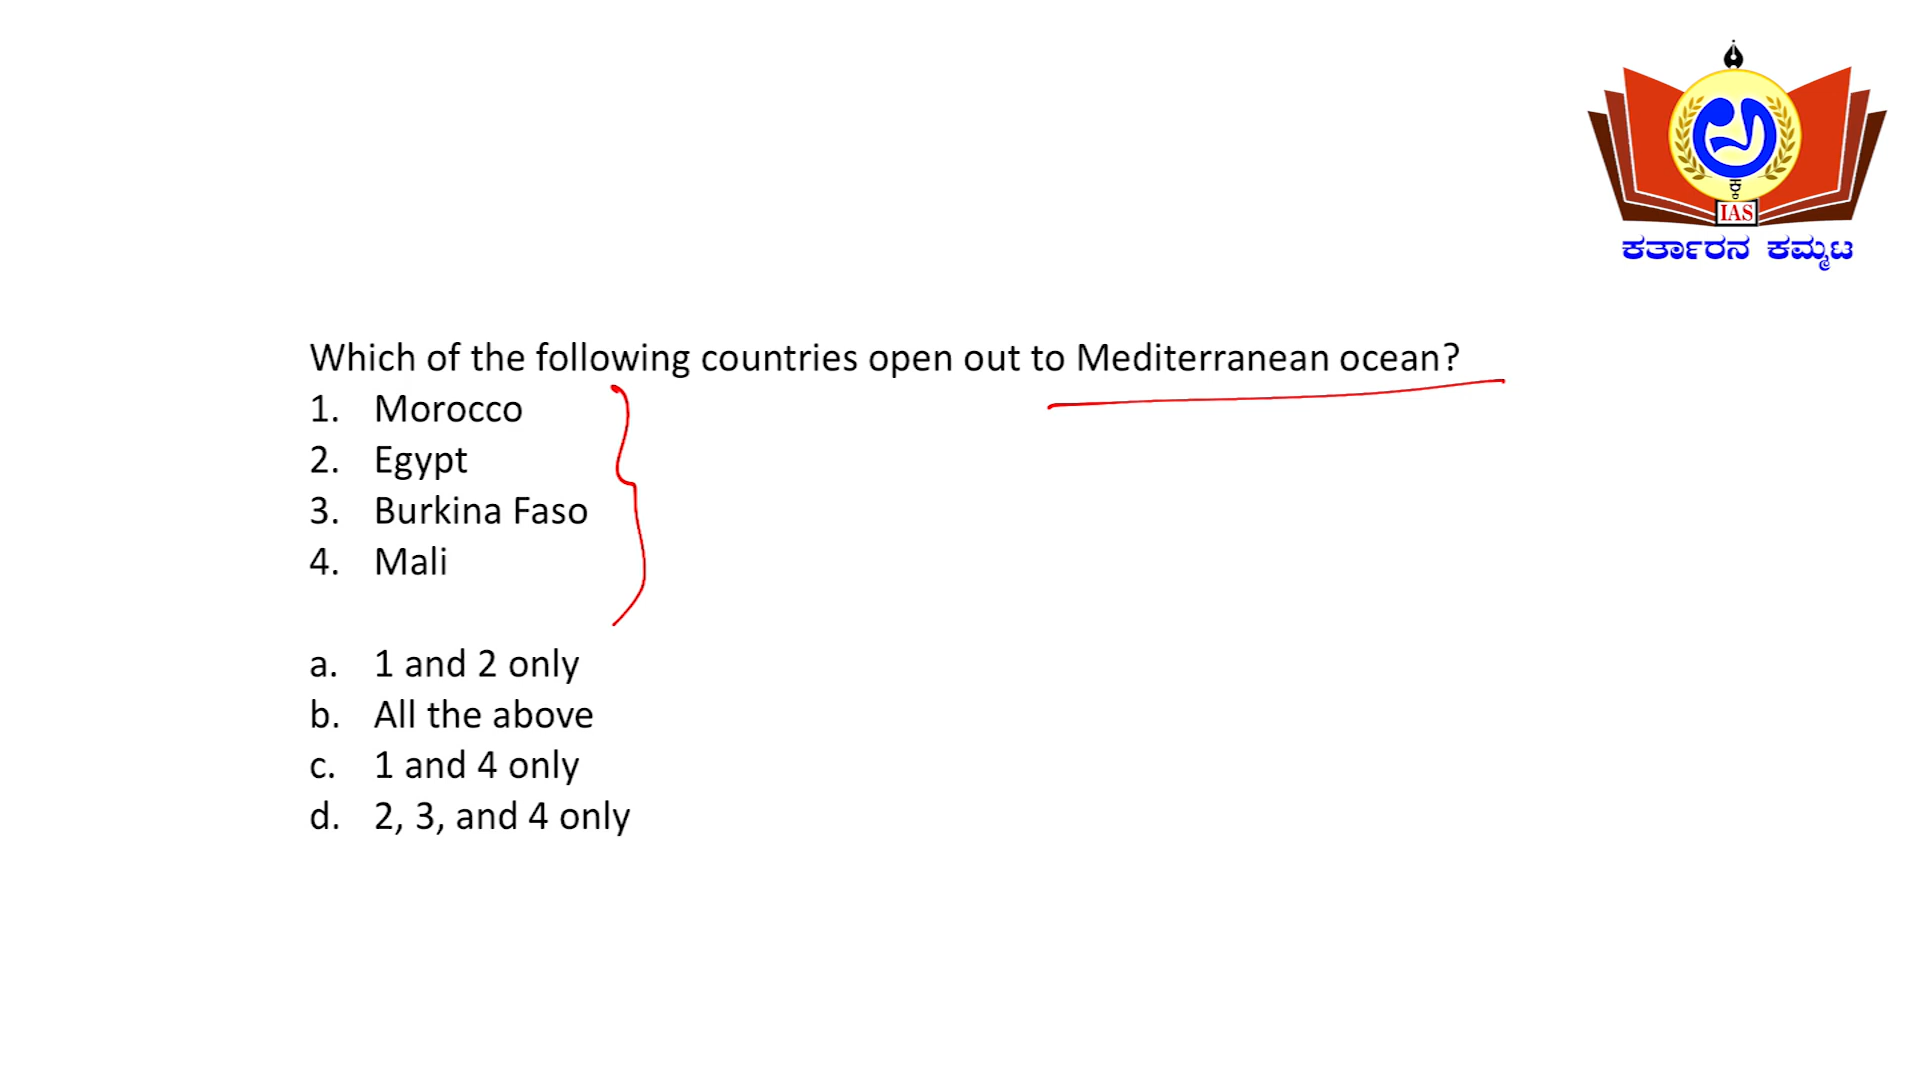 IAS
ಕರ್ತಾರನ ಕಮ್ಮಟ
Which of the following countries open out to Mediterranean ocean?
1. Morocco
2. Egypt
3. Burkina Faso
4. Mali
a. 1 and 2 only
b. All the above
c. 1 and 4 only
d. 2, 3, and 4 only